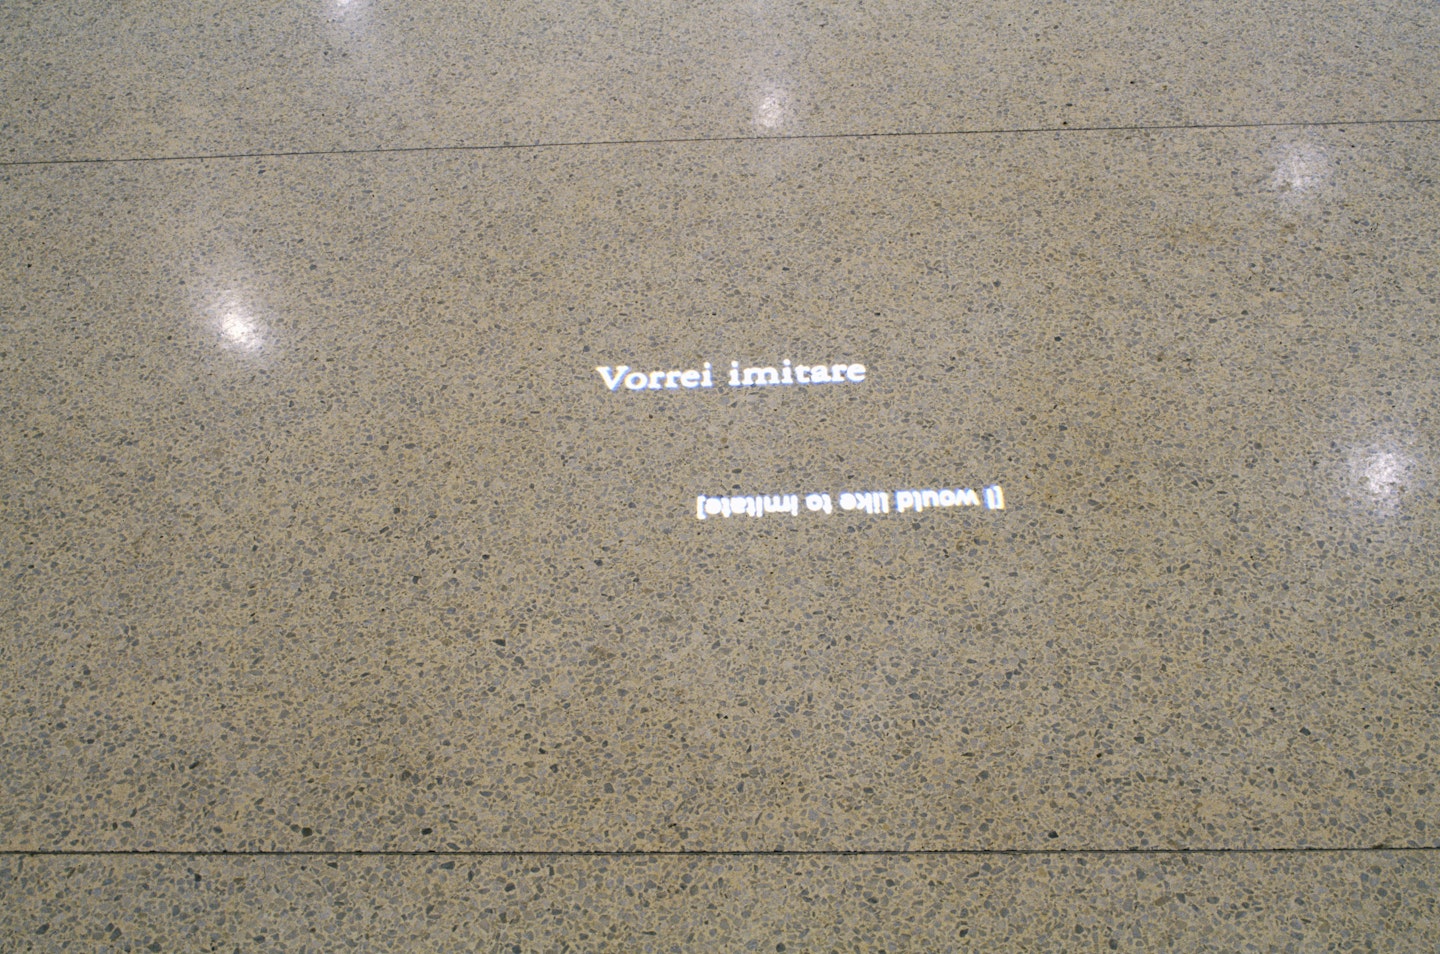 Vorrei imitare
[I would like to imitate]